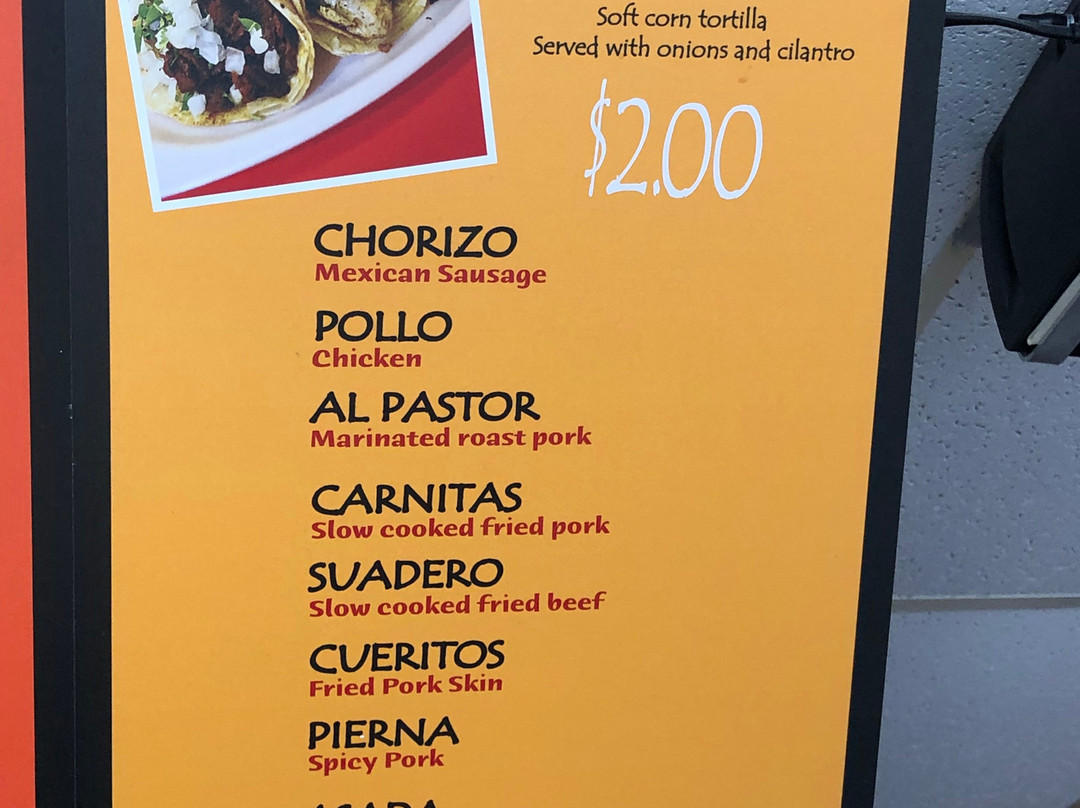 Soft corn tortilla
Served with onions and cilantro
$2.00
CHORIZO
Mexican Sausage
POLLO
Chicken
AL PASTOR
Marinated roast pork
CARNITAS
Slow cooked fried pork
SUADERO
Slow cooked fried beef
CUERITOS
Fried Pork Skin
PIERNA
Spicy Pork